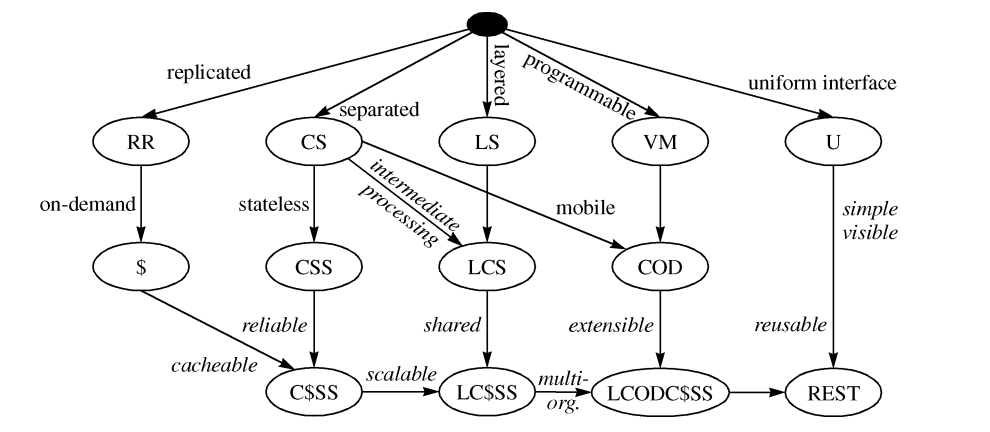 replicated
separated
layered
programmable
uniform interface
RR
CS
LS
VM
U
on-demand
stateless
intermediate
processing
mobile
simple
visible
$
CSS
LCS
COD
cacheable
reliable
shared
extensible
reusable
C$SS
scalable
LC$SS
multi-
org.
LCODC$SS
REST